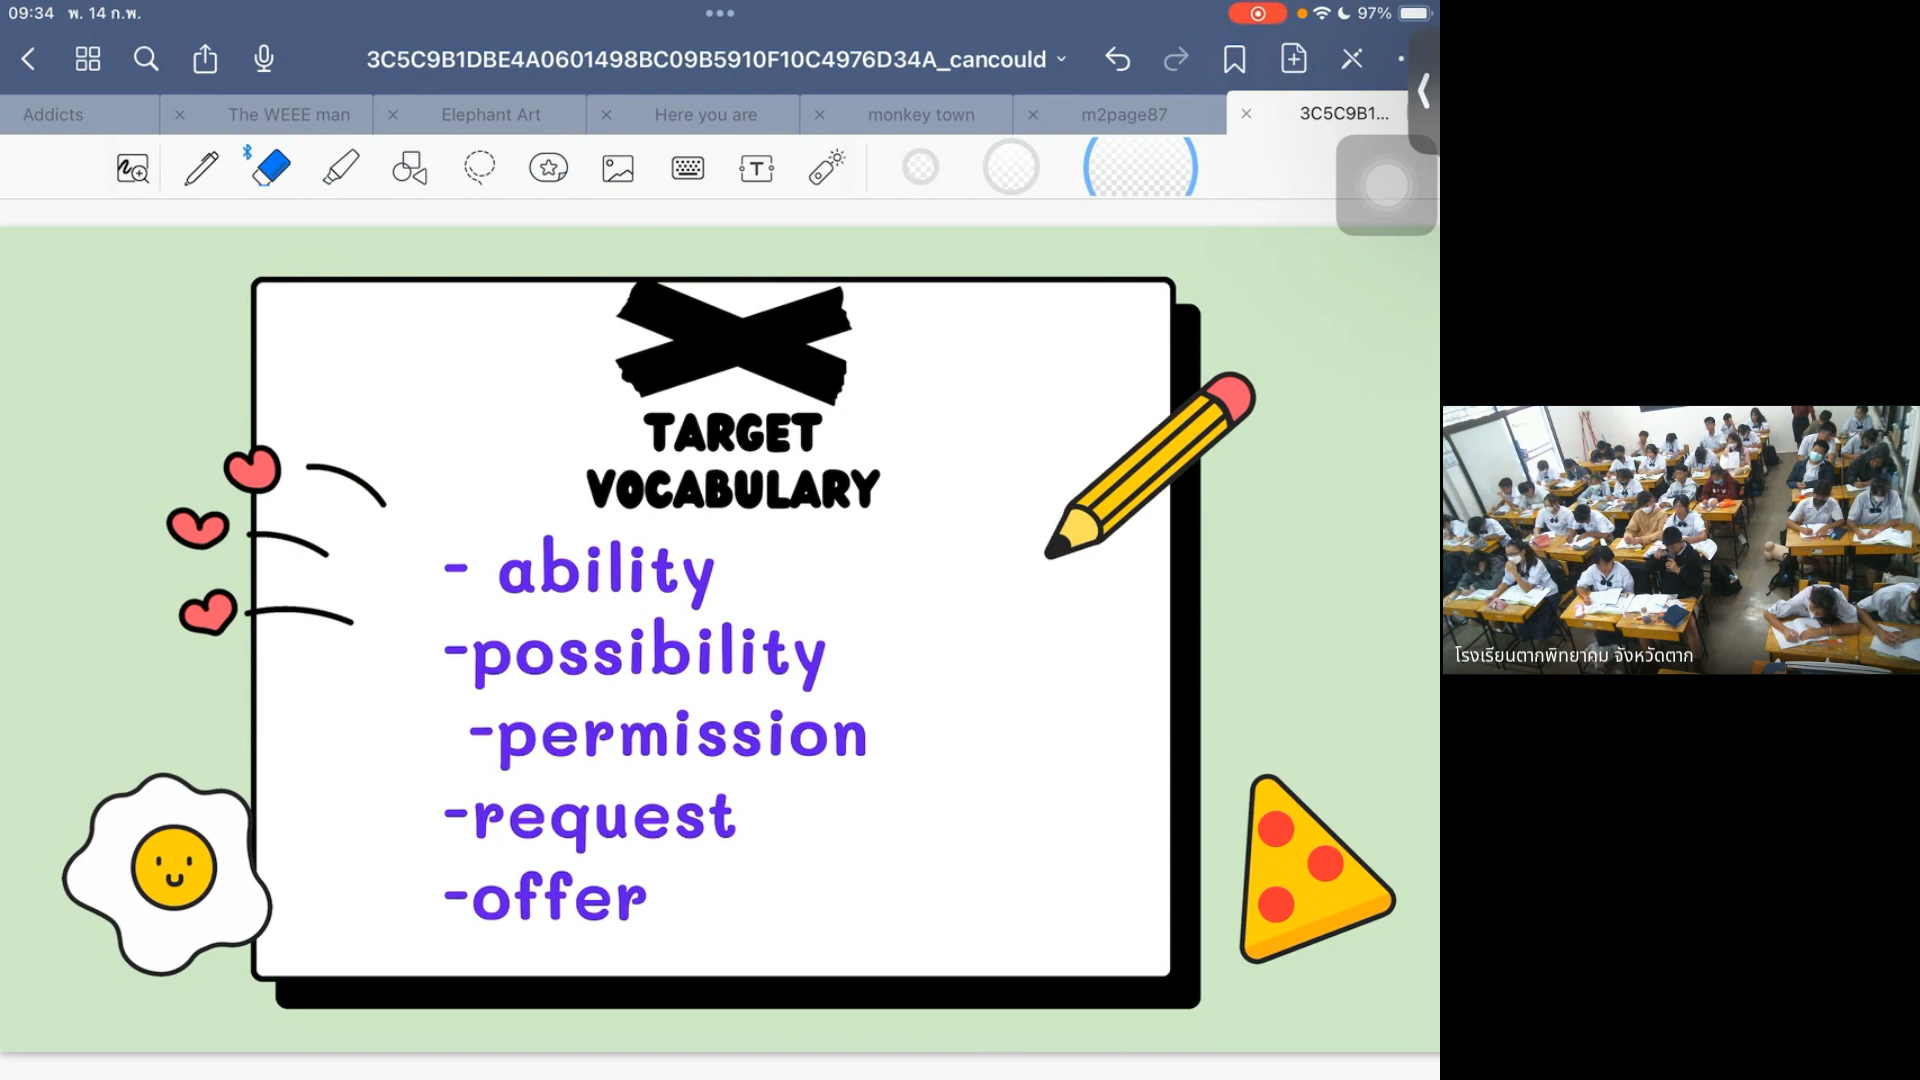 09:34 พ. 14 ก.พ.
97%
3C5C9B1DBE4A0601498BC09B5910F10C4976D34A_cancould
Addicts
The WEEE man
Elephant Art
Here you are
monkey town
m2page87
3C5C9B1...
T
TARGET
VOCABULARY
- ability
-possibility
-permission
-request
-offer
โรงเรียนตากพิทยาคม จังหวัดตาก